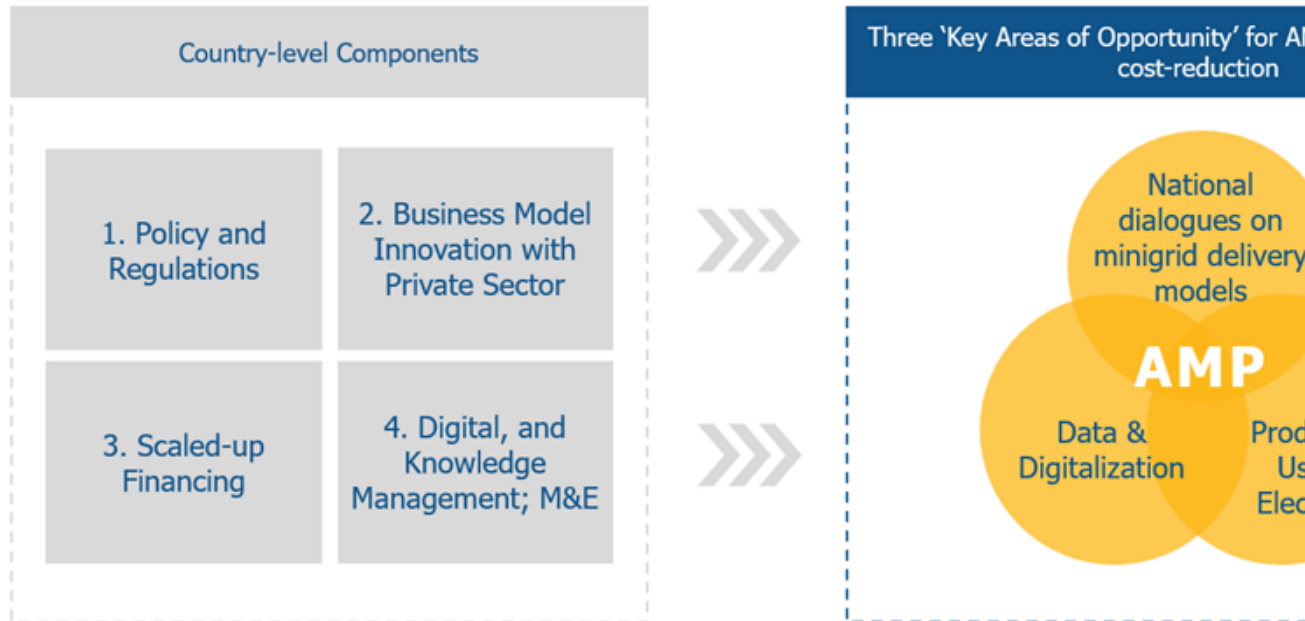 Country-level Components
Three ‘Key Areas of Opportunity’ for
cost-reduction
1. Policy and
Regulations
2. Business Model
Innovation with
Private Sector
3. Scaled-up
Financing
4. Digital, and
Knowledge
Management; M&E
National
dialogues on
minigrid delivery
models
AMP
Data &
Digitalization